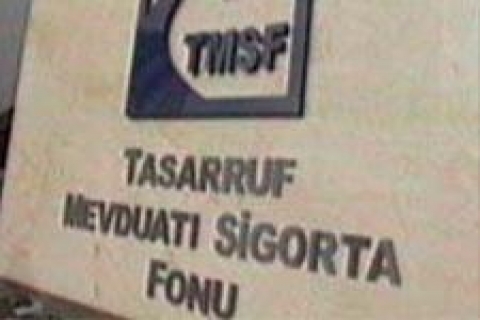 TMSF
TASARRUF
MEVDUATI SİGORTA
FONU